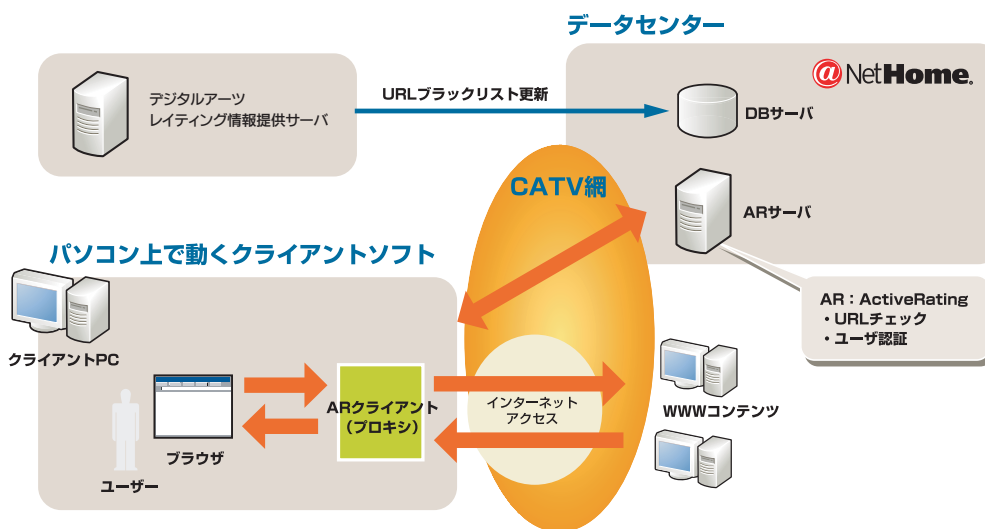 データセンター
@NetHome®
デジタルアーツ
レイティング情報提供サーバ
URLブラックリスト更新
DBサーバ
CATV網
ARサーバ
パソコン上で動くクライアントソフト
AR:ActiveRating
・URLチェック
・ユーザ認証
クライアントPC
ARクライアント
(プロキシ)
インターネット
アクセス
WWWコンテンツ
ブラウザ
ユーザー